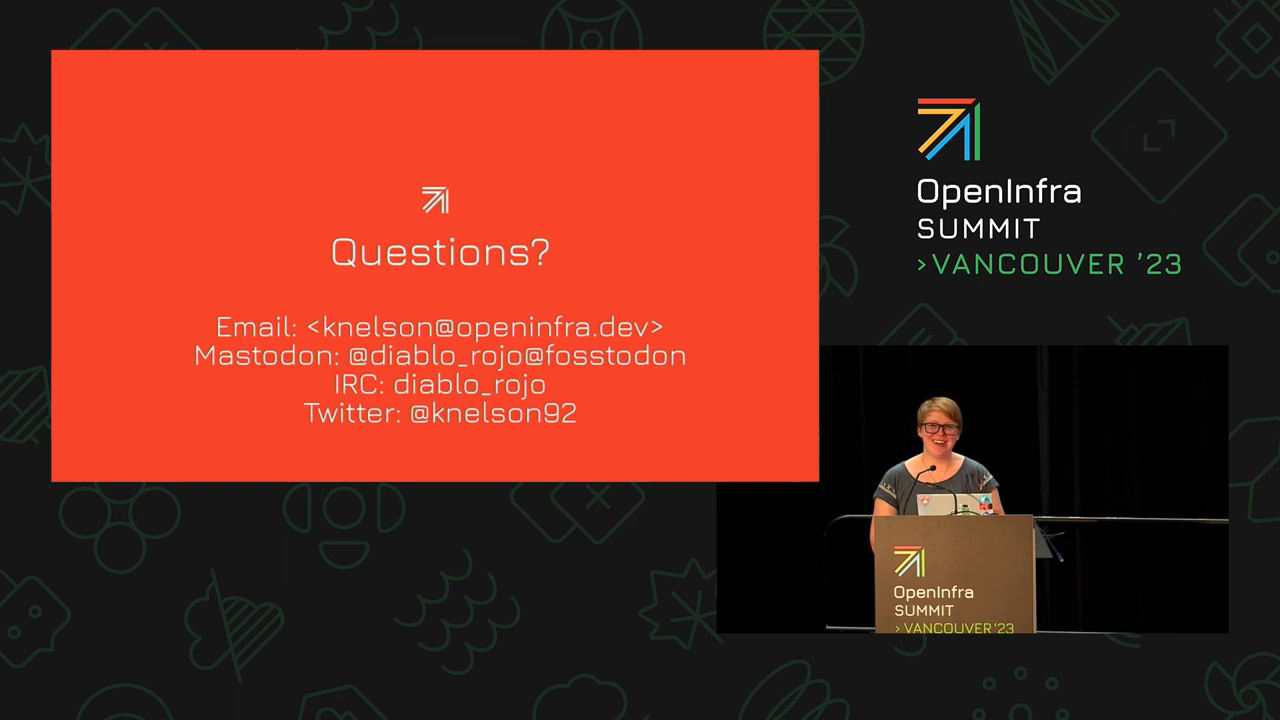 Questions?
Email: <knelson@openinfra.dev>
Mastodon: @diablo_rojo@fosstodon
IRC: diablo_rojo
Twitter: @knelson92
OpenInfra
SUMMIT
>VANCOUVER '23
OpenInfra
SUMMIT
> VANCOUVER '23